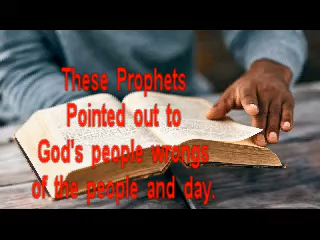 These Prophets
Pointed out to
God's people wrongs
of the people and day.